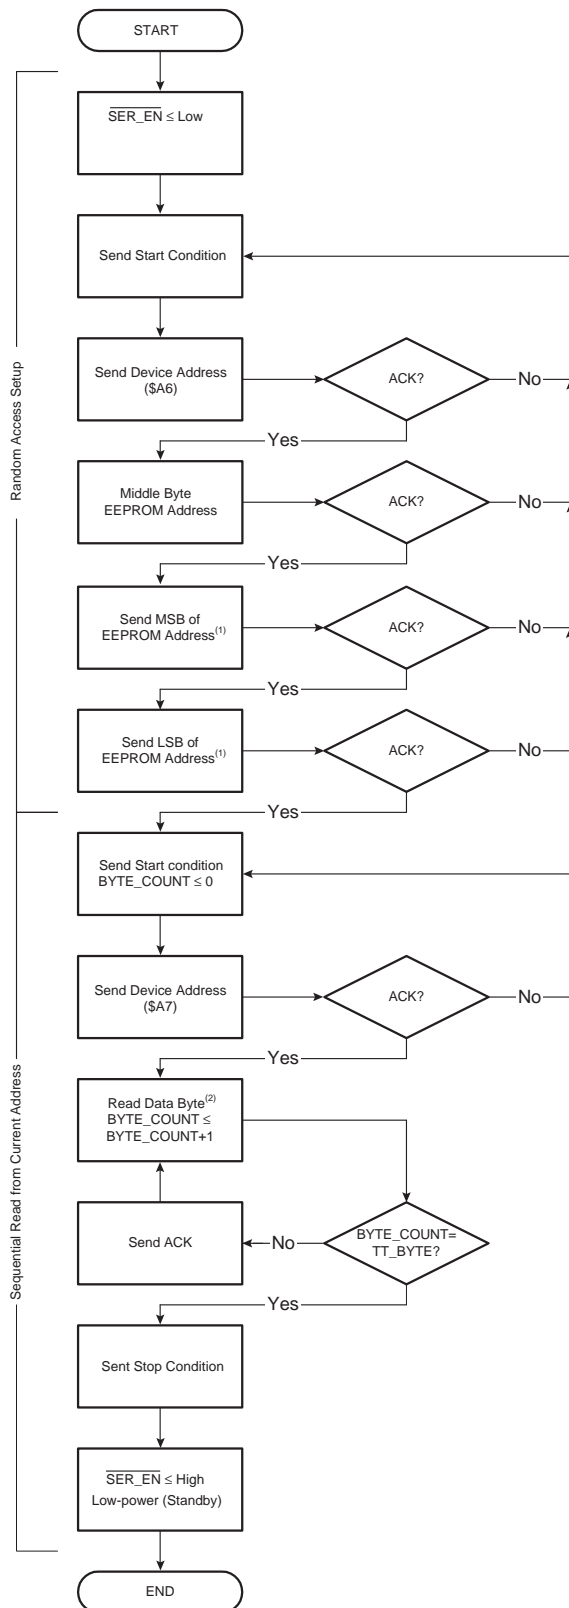 START
SER_EN ≤ Low
Send Start Condition
Send Device Address
($A6)
ACK?
No
Yes
Middle Byte
EEPROM Address
ACK?
No
Yes
Send MSB of
EEPROM Address(1)
ACK?
No
Yes
Send LSB of
EEPROM Address(1)
ACK?
No
Yes
Random Access Setup
Send Start condition
BYTE_COUNT ≤ 0
Send Device Address
($A7)
ACK?
No
Yes
Read Data Byte(2)
BYTE_COUNT ≤
BYTE_COUNT+1
BYTE_COUNT=
TT_BYTE?
No
Send ACK
Yes
Sent Stop Condition
SER_EN ≤ High
Low-power (Standby)
Sequential Read from Current Address
END